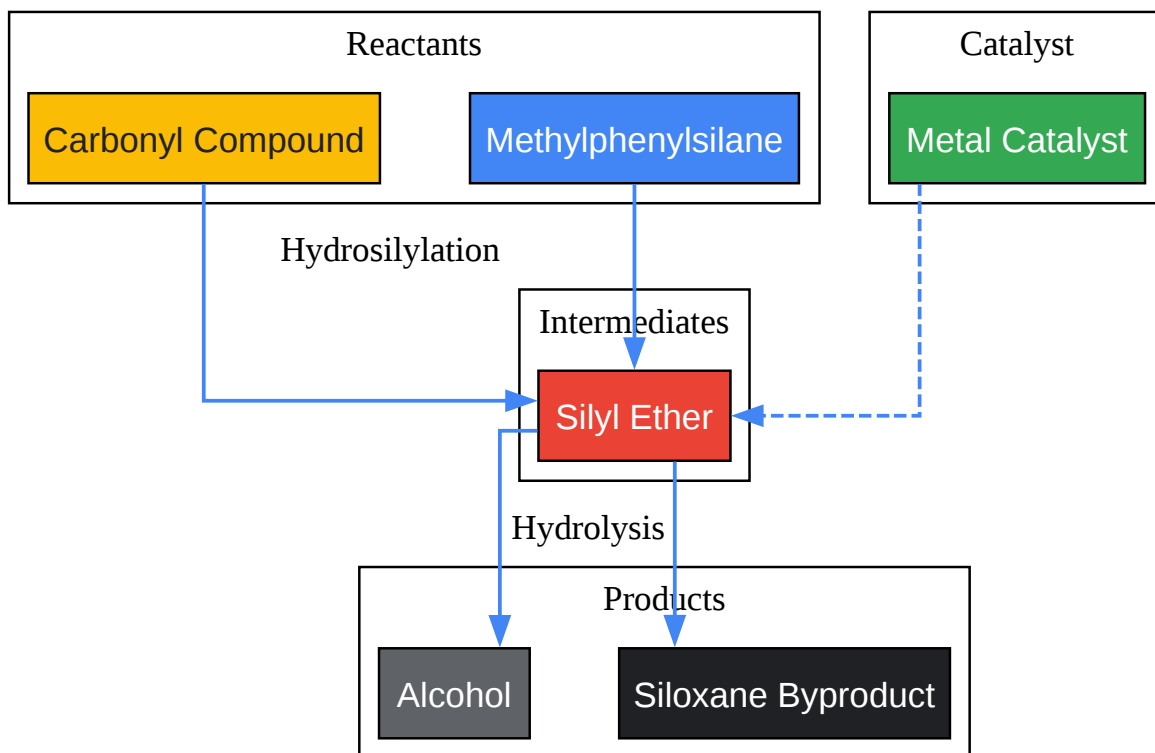 Reactants
Catalyst
Carbonyl Compound
Methylphenylsilane
Metal Catalyst
Hydrosilylation
Intermediates
Silyl Ether
Hydrolysis
Products
Alcohol
Siloxane Byproduct